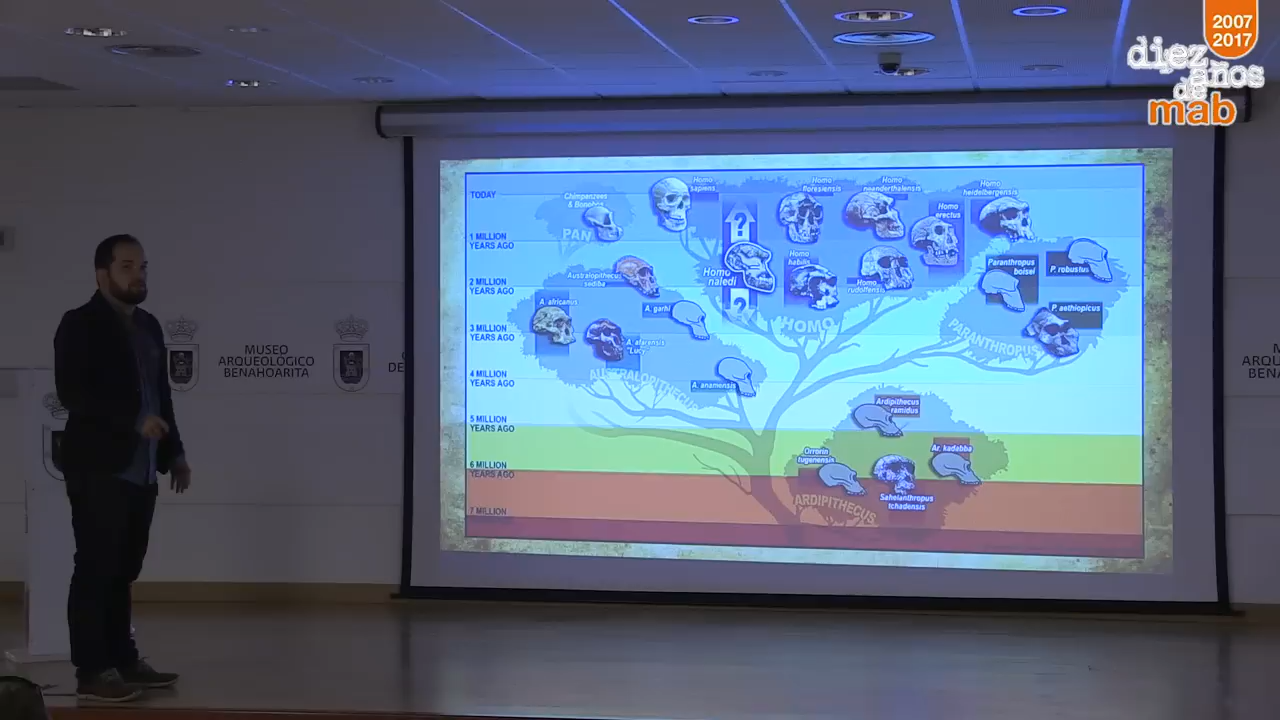 2007
2017
diez
años
de
mab
TODAY
1 MILLION
YEARS AGO
2 MILLION
YEARS AGO
3 MILLION
YEARS AGO
4 MILLION
YEARS AGO
5 MILLION
YEARS AGO
6 MILLION
YEARS AGO
7 MILLION
Chimpanzees
& Bonobos
PAN
Homo
sapiens
Homo
floresiensis
Homo
neanderthalensis
Homo
heidelbergensis
Homo
erectus
?
Homo
naledi
?
Homo
habilis
Homo
rudolfensis
HOMO
Paranthropus
boisei
P. robustus
P. aethiopicus
PARANTHROPUS
Australopithecus
sediba
A. africanus
A. garhi
A. afarensis
"Lucy"
A. anamensis
AUSTRALOPITHECUS
Ardipithecus
ramidus
Orrorin
tugenensis
Ar. kadabba
Sahelanthropus
tchadensis
ARDIPITHECUS
MUSEO
ARQUEOLOGICO
BENAHOARITA
DE
M
ARQ
BEN